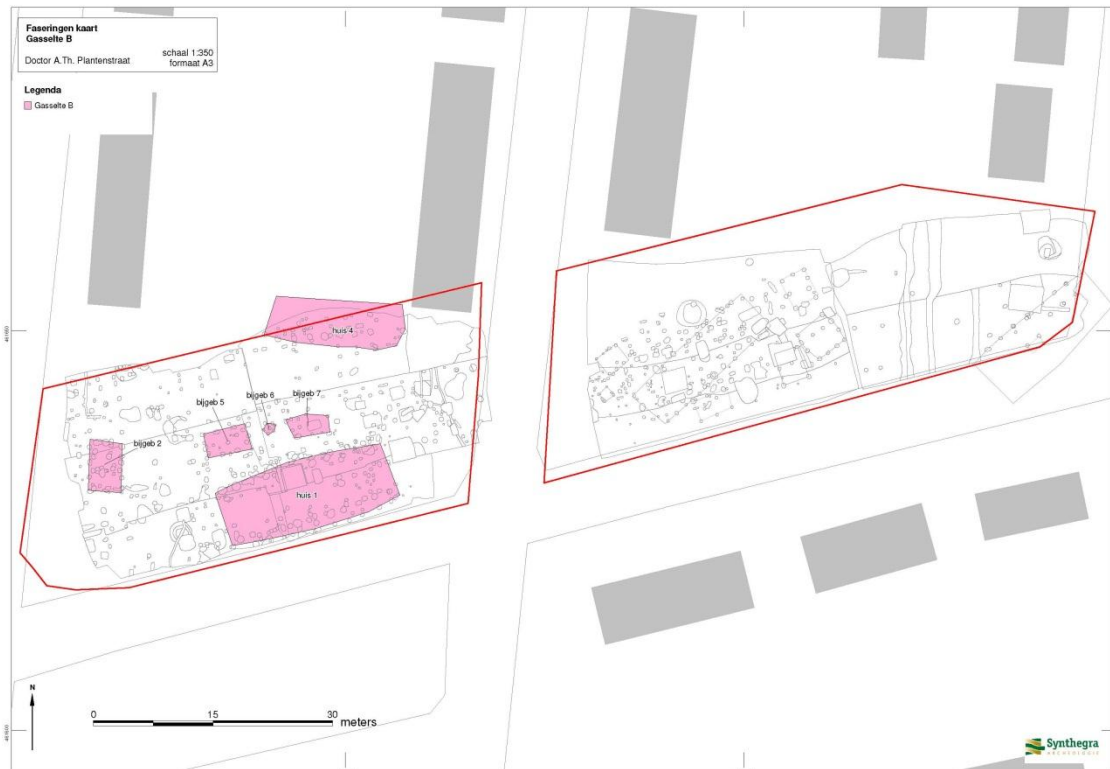 Faseringen kaart
Gasselte B
Doctor A.Th. Plantenstraat
schaal 1:350
formaat A3
Legenda
Gasselte B
huis 4
bijgeb 6
bijgeb 7
bijgeb 5
bijgeb 2
huis 1
N
0 15 30 meters
Synthegra
ARCHEOLOGIE